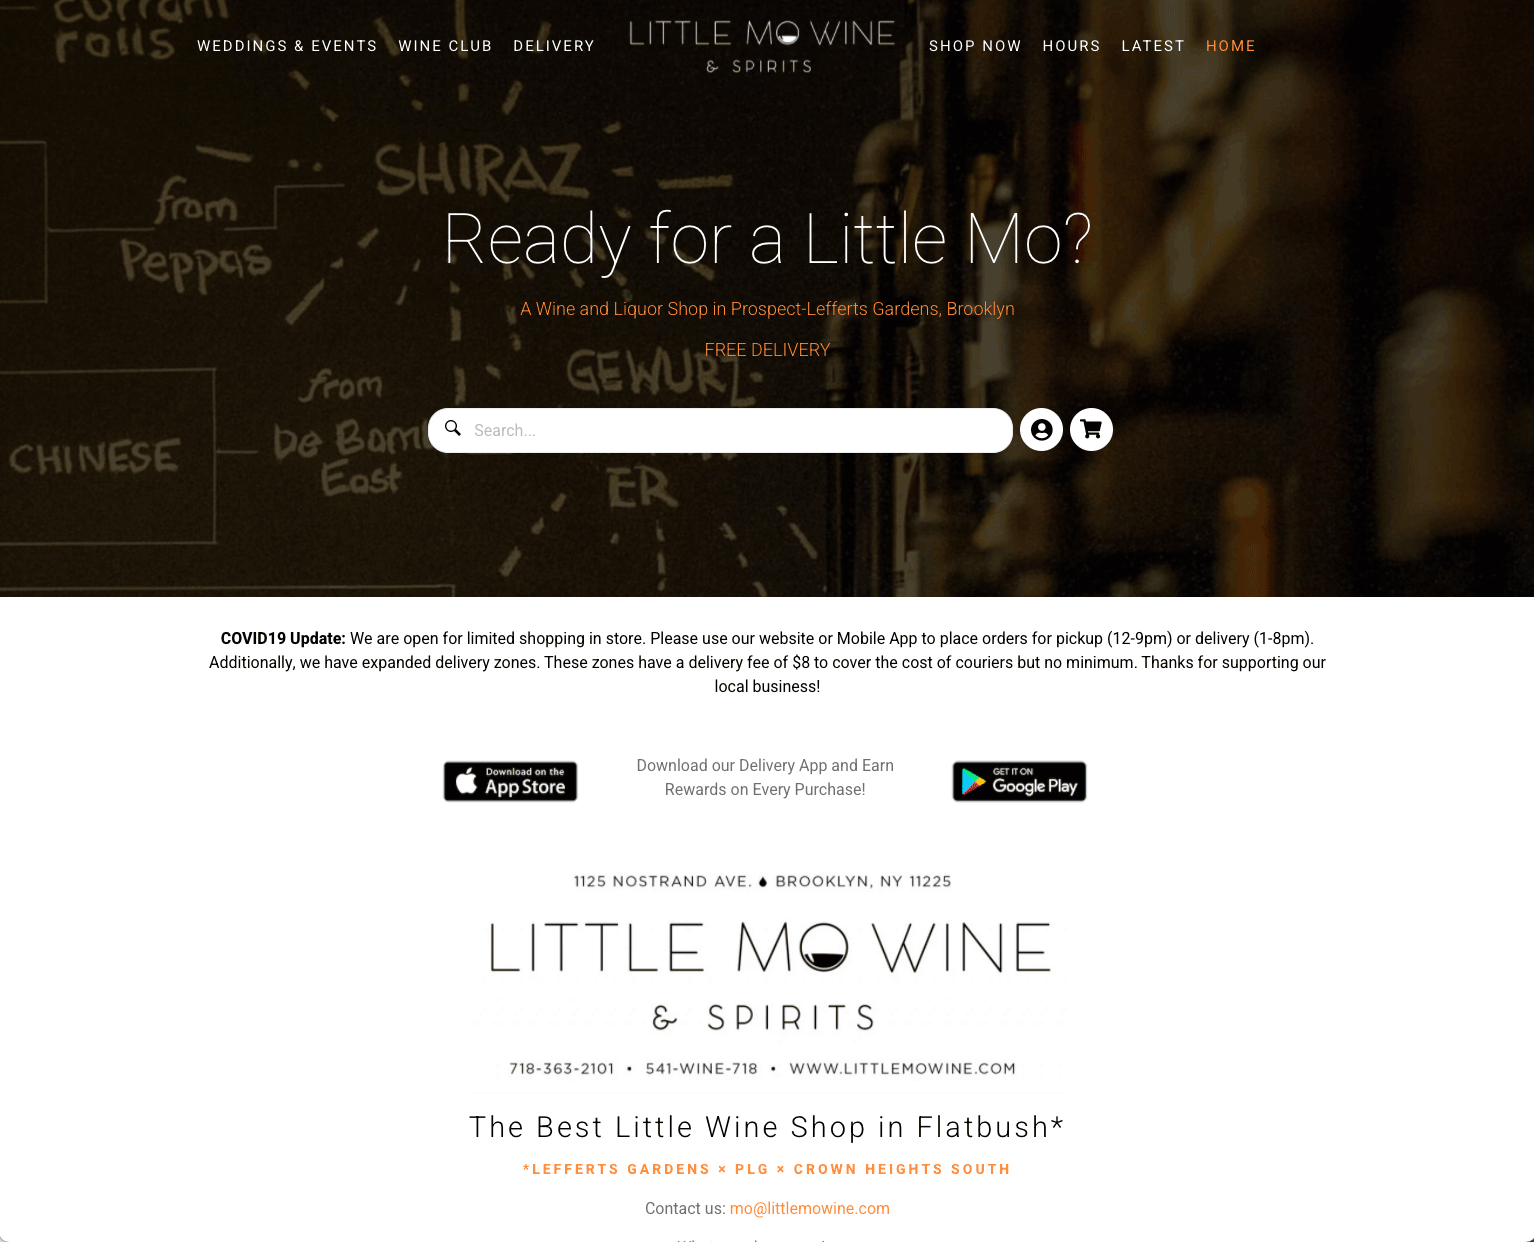 currant
rolls
WEDDINGS & EVENTS WINE CLUB DELIVERY
LITTLE MO WINE
& SPIRITS
SHOP NOW HOURS LATEST HOME
SHIRAZ
from
Peppas
Ready for a Little Mo?
A Wine and Liquor Shop in Prospect-Lefferts Gardens, Brooklyn
FREE DELIVERY
GEWURZ
from
de Bom
East
CHINESE
ER
Search...
COVID19 Update: We are open for limited shopping in store. Please use our website or Mobile App to place orders for pickup (12-9pm) or delivery (1-8pm).
Additionally, we have expanded delivery zones. These zones have a delivery fee of $8 to cover the cost of couriers but no minimum. Thanks for supporting our
local business!
Download on the
App Store
Download our Delivery App and Earn
Rewards on Every Purchase!
GET IT ON
Google Play
1125 NOSTRAND AVE. BROOKLYN, NY 11225
LITTLE MO WINE
& SPIRITS
718-363-2101 • 541-WINE-718 • WWW.LITTLEMOWINE.COM
The Best Little Wine Shop in Flatbush*
*LEFFERTS GARDENS × PLG × CROWN HEIGHTS SOUTH
Contact us: mo@littlemowine.com